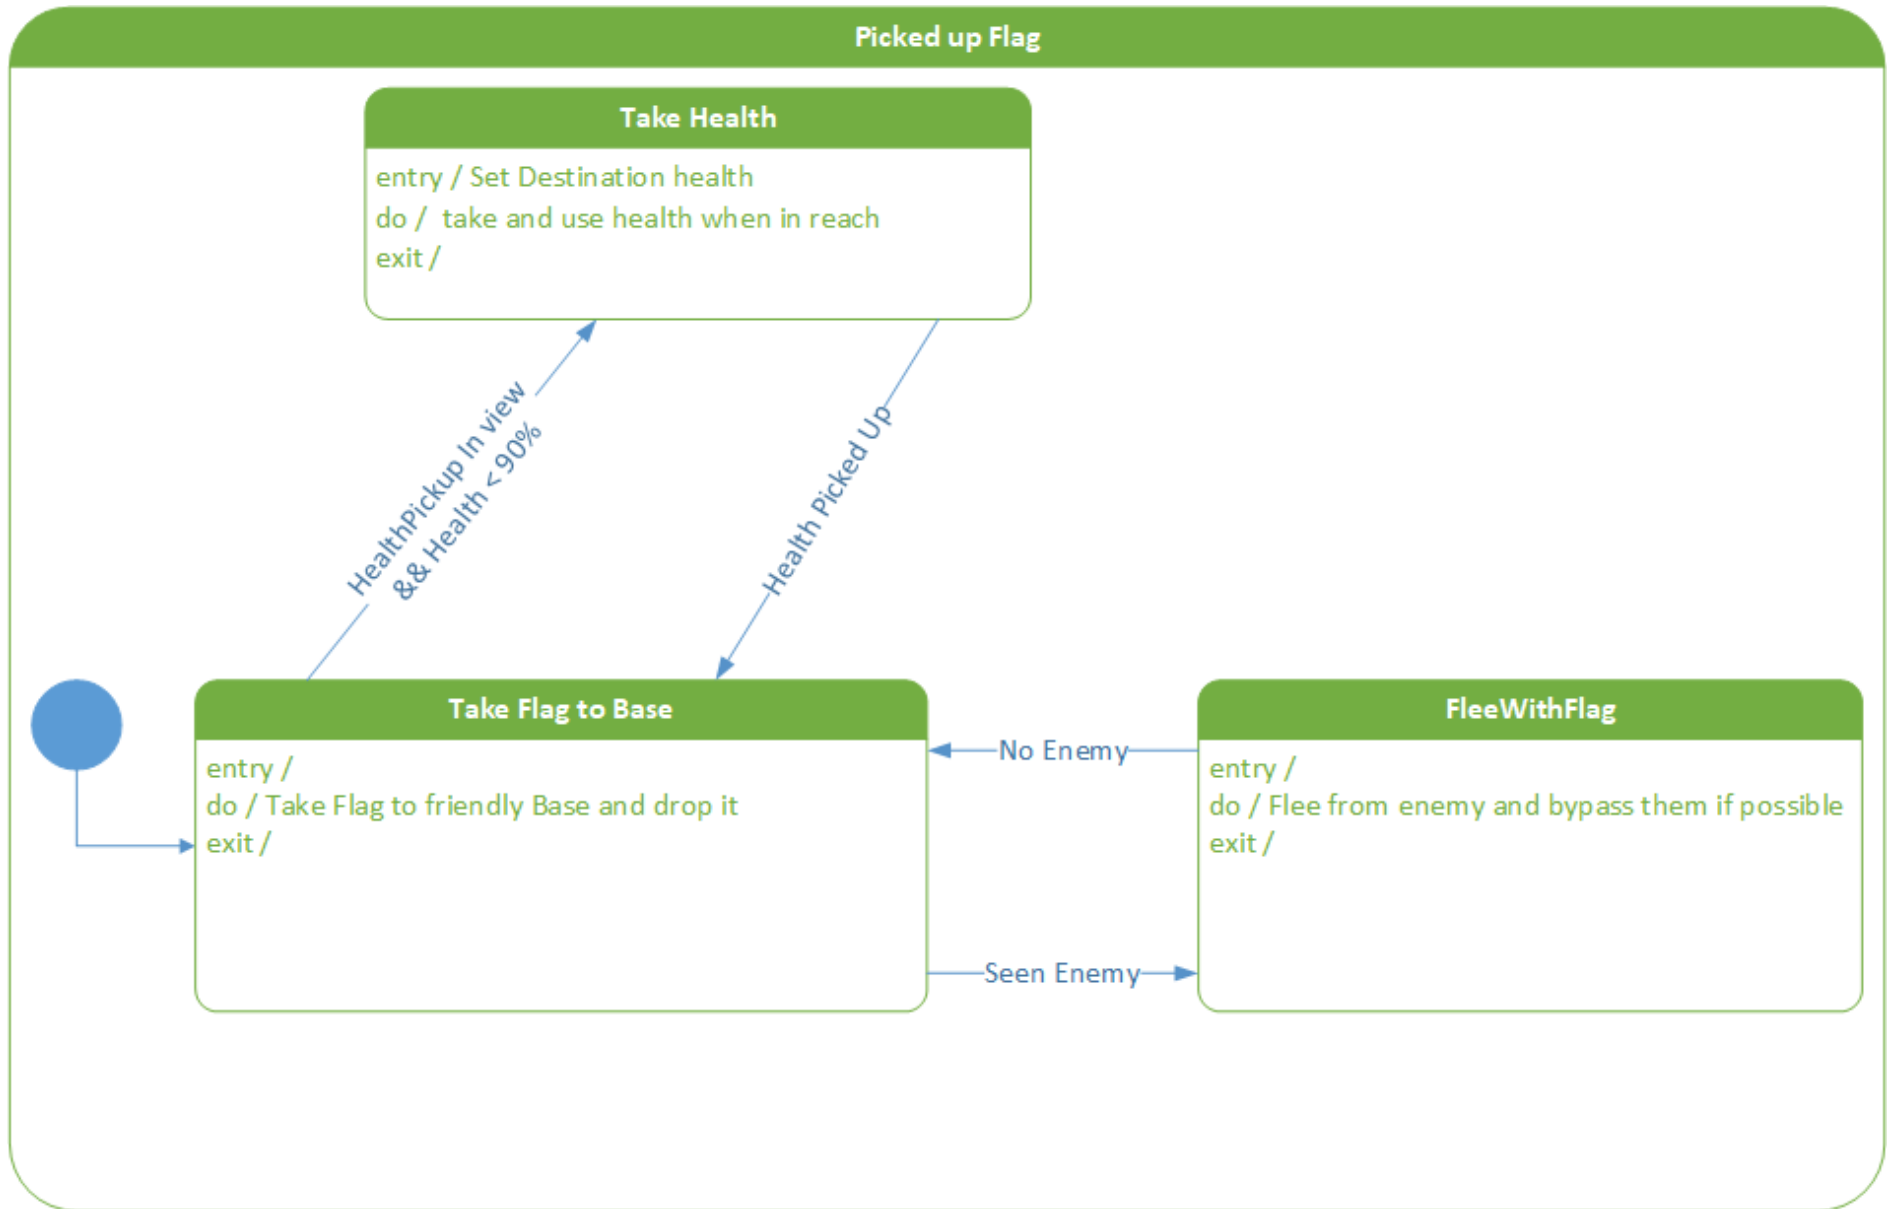 Picked up Flag
Take Health
entry / Set Destination health
do / take and use health when in reach
exit /
HealthPickup In view
&& Health < 90%
Health Picked Up
Take Flag to Base
entry /
do / Take Flag to friendly Base and drop it
exit /
No Enemy
Seen Enemy
FleeWithFlag
entry /
do / Flee from enemy and bypass them if possible
exit /